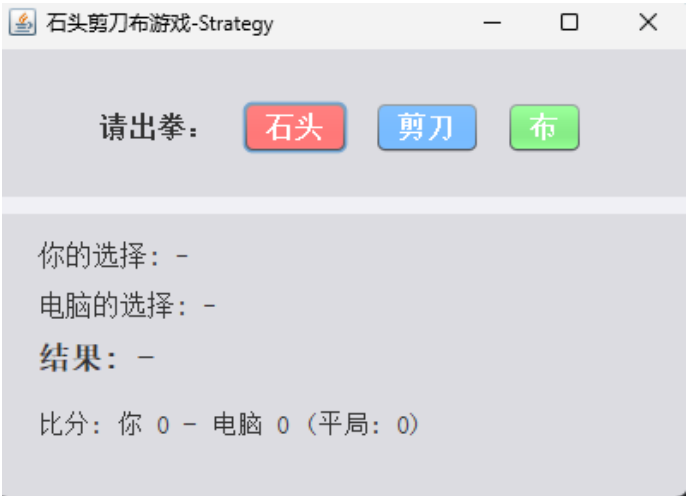 石头剪刀布游戏-Strategy
请出拳： 石头 剪刀 布
你的选择: -
电脑的选择: -
结果: -
比分: 你 0 - 电脑 0 (平局: 0)